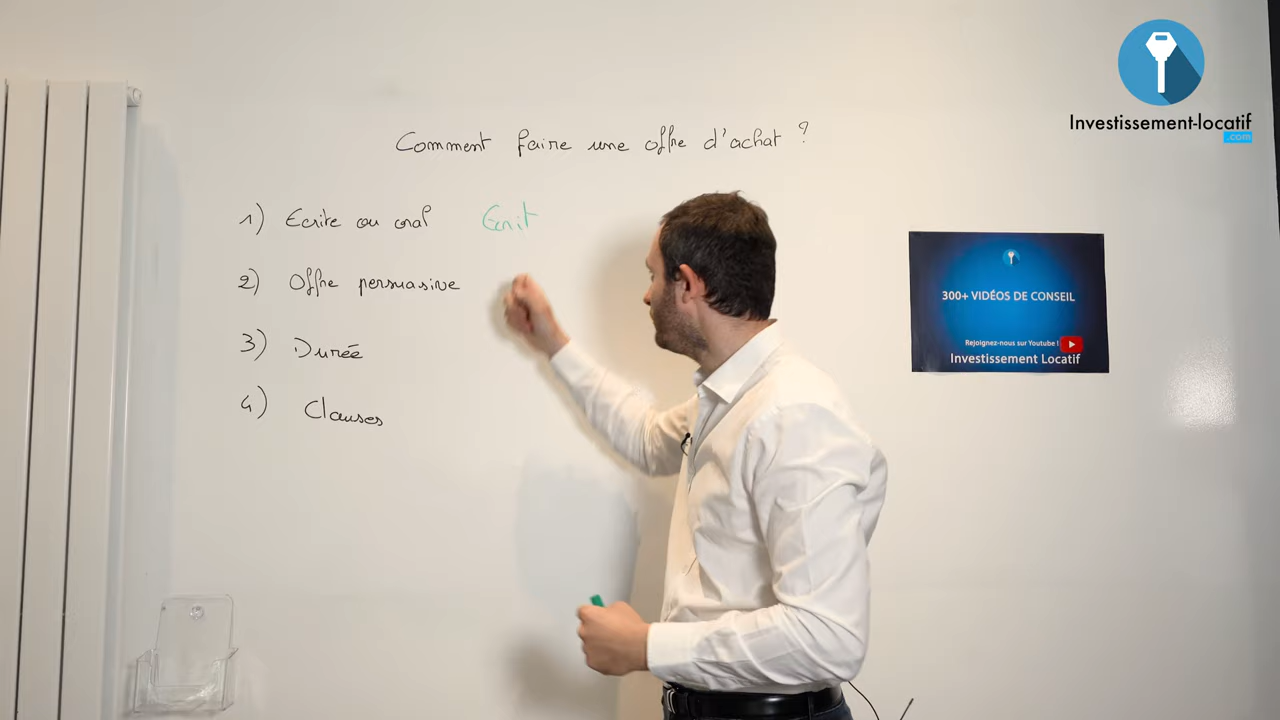 Comment faire une offre d'achat ?
1) Ecrite ou oral Ecrit
2) Offre persuasive
3) Durée
4) Clauses
Investissement-locatif
.com
300+ VIDÉOS DE CONSEIL
Rejoignez-nous sur Youtube !
Investissement Locatif